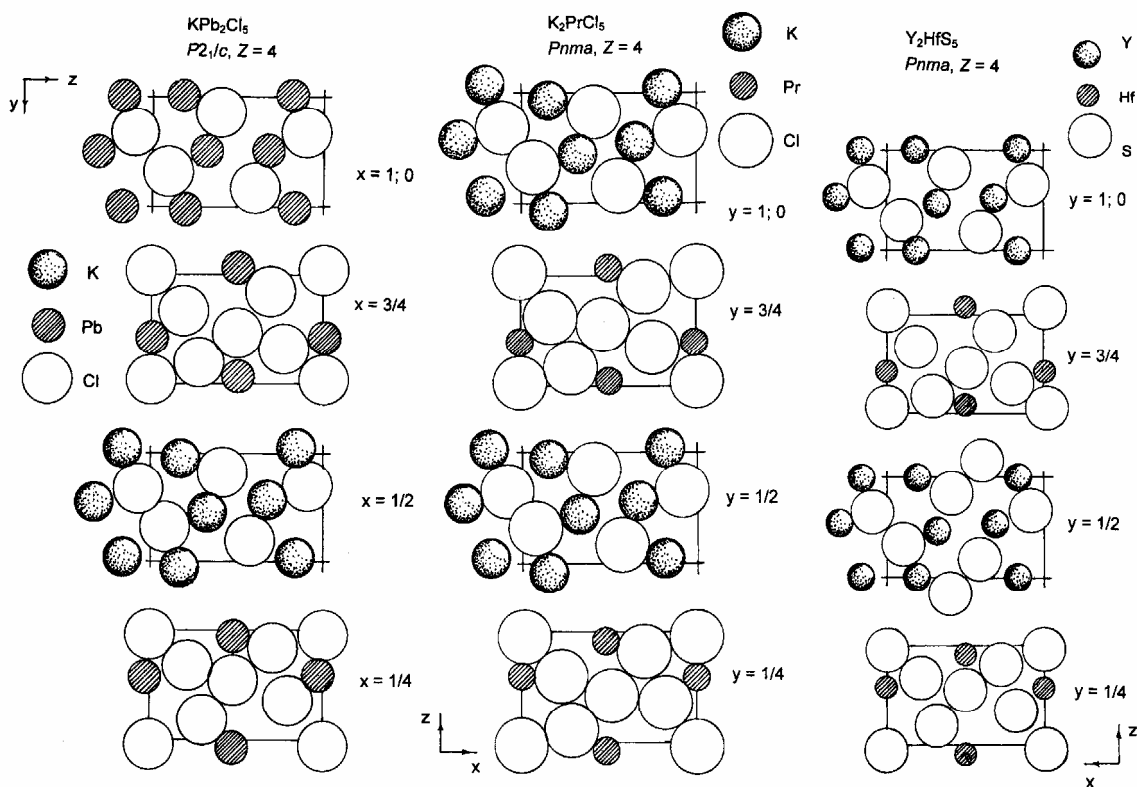 KPb₂Cl₅
P2₁/c, Z = 4
z
y
x = 1; 0
K
Pb
Cl
x = 3/4
x = 1/2
x = 1/4
K₂PrCl₅
Pnma, Z = 4
K
Pr
Cl
y = 1; 0
y = 3/4
y = 1/2
y = 1/4
z
x
Y₂HfS₅
Pnma, Z = 4
Y
Hf
S
y = 1; 0
y = 3/4
y = 1/2
y = 1/4
z
x